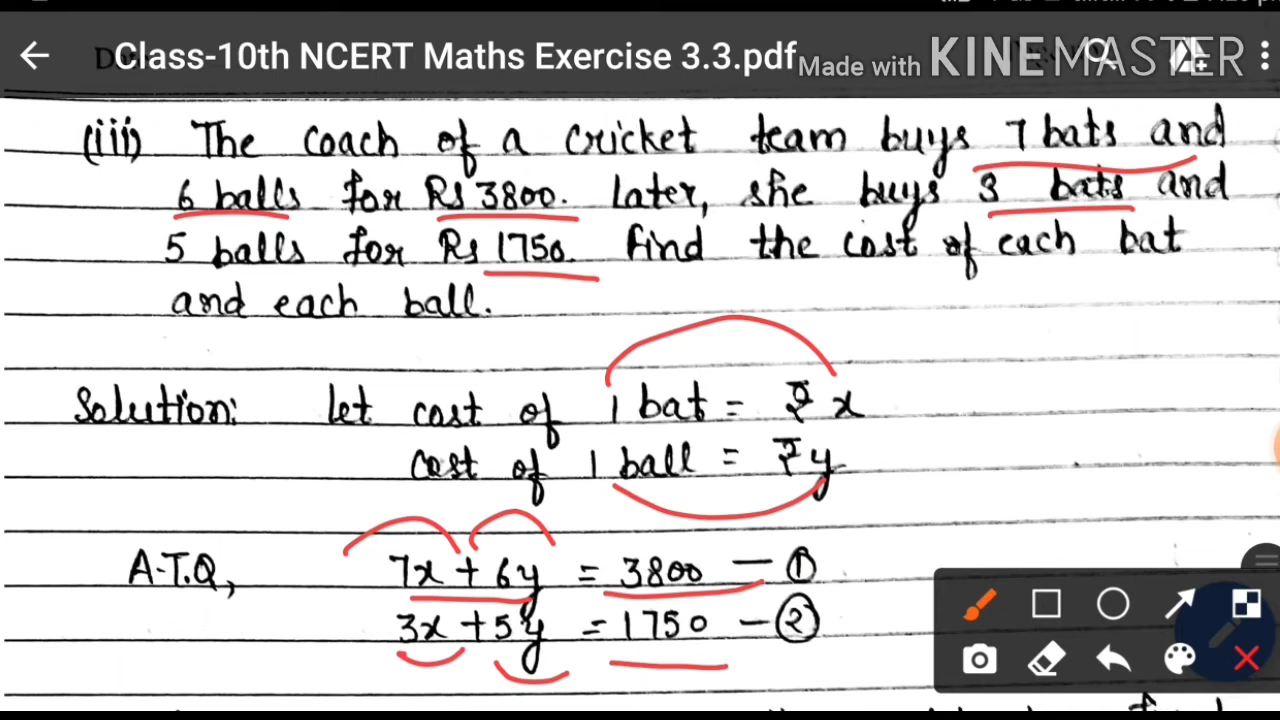 Class-10th NCERT Maths Exercise 3.3.pdf
Made with KINEMASTER
(iii) The coach of a cricket team buys 7 bats and
6 balls for Rs 3800. Later, she buys 3 bats and
5 balls for Rs 1750. Find the cost of each bat
and each ball.
Solution: Let cost of 1 bat = ₹ x
cost of 1 ball = ₹ y
A.T.Q, 7x + 6y = 3800 — ①
3x + 5y = 1750 — ②